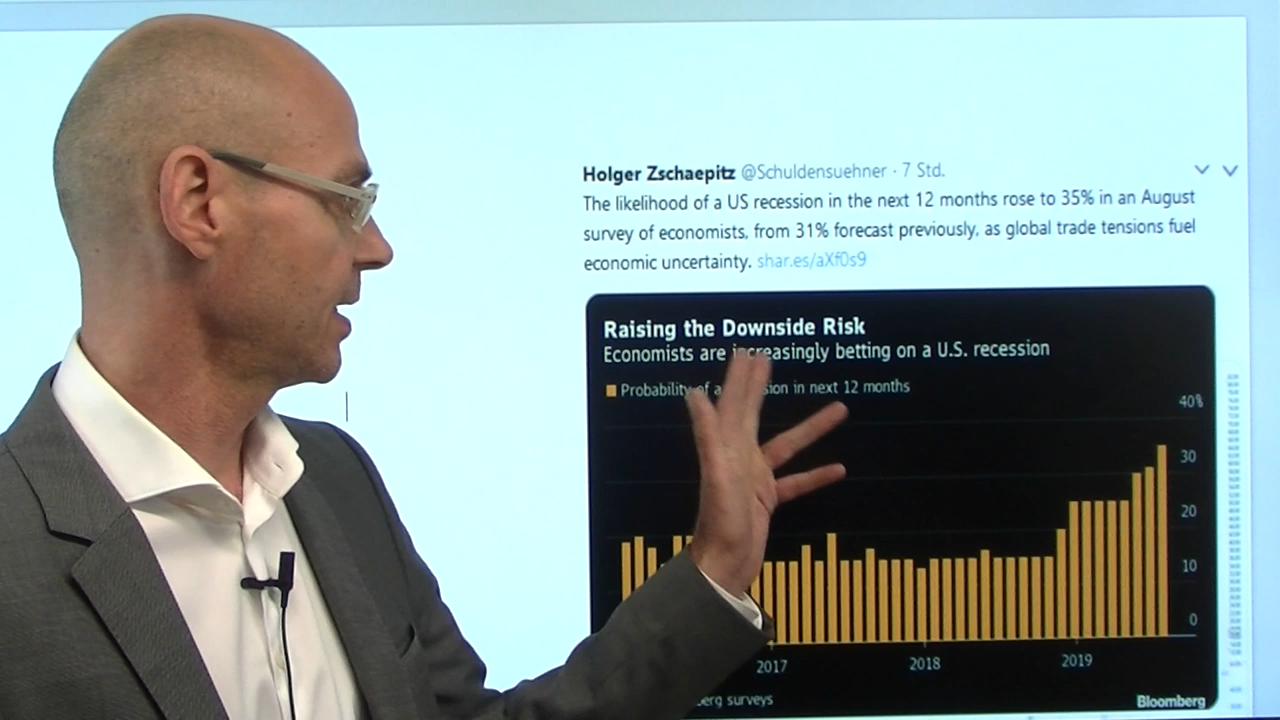 Holger Zschaepitz @Schuldensuehner · 7 Std.
The likelihood of a US recession in the next 12 months rose to 35% in an August
survey of economists, from 31% forecast previously, as global trade tensions fuel
economic uncertainty. shar.es/aXf0s9
Raising the Downside Risk
Economists are increasingly betting on a U.S. recession
Probability of a in next 12 months
40%
30
20
10
0
2017 2018 2019
surveys
Bloomberg